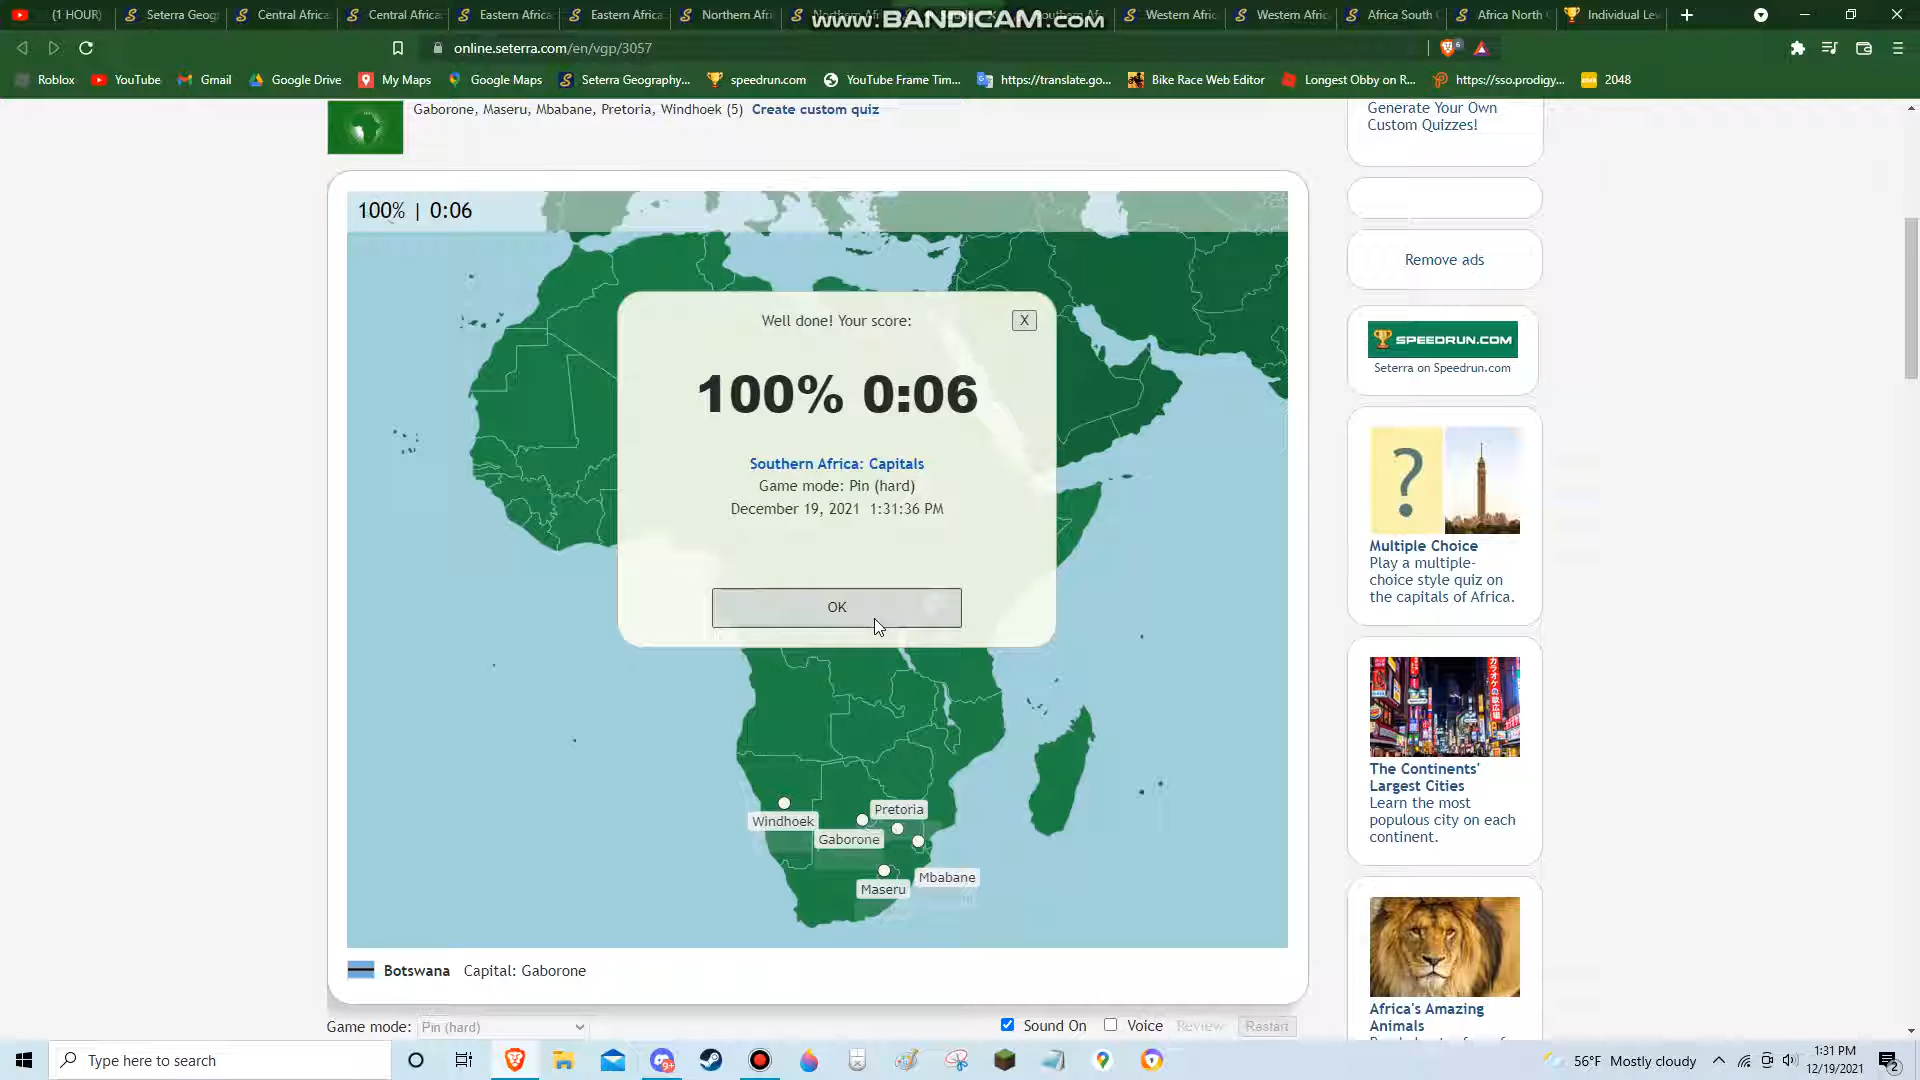 (1 HOUR)
Seterra Geog
Central Africa
Central Africa
Eastern Africa
Eastern Africa
Northern Afri
Western Afric
Western Afric
Africa South
Africa North
Individual Lev
www.BANDICAM.com
online.seterra.com/en/vgp/3057
6
Roblox
YouTube
Gmail
Google Drive
My Maps
Google Maps
Seterra Geography...
speedrun.com
YouTube Frame Tim...
https://translate.go...
Bike Race Web Editor
Longest Obby on R...
https://sso.prodigy...
2048
Gaborone, Maseru, Mbabane, Pretoria, Windhoek (5) Create custom quiz
Generate Your Own
Custom Quizzes!
100% | 0:06
Well done! Your score:
X
100% 0:06
Southern Africa: Capitals
Game mode: Pin (hard)
December 19, 2021 1:31:36 PM
OK
Windhoek
Pretoria
Gaborone
Mbabane
Maseru
Botswana Capital: Gaborone
Game mode: Pin (hard)
Sound On
Voice
Review
Restart
Remove ads
SPEEDRUN.COM
Seterra on Speedrun.com
?
Multiple Choice
Play a multiple-
choice style quiz on
the capitals of Africa.
The Continents'
Largest Cities
Learn the most
populous city on each
continent.
Africa's Amazing
Animals
Type here to search
9+
56°F Mostly cloudy
1:31 PM
12/19/2021
2